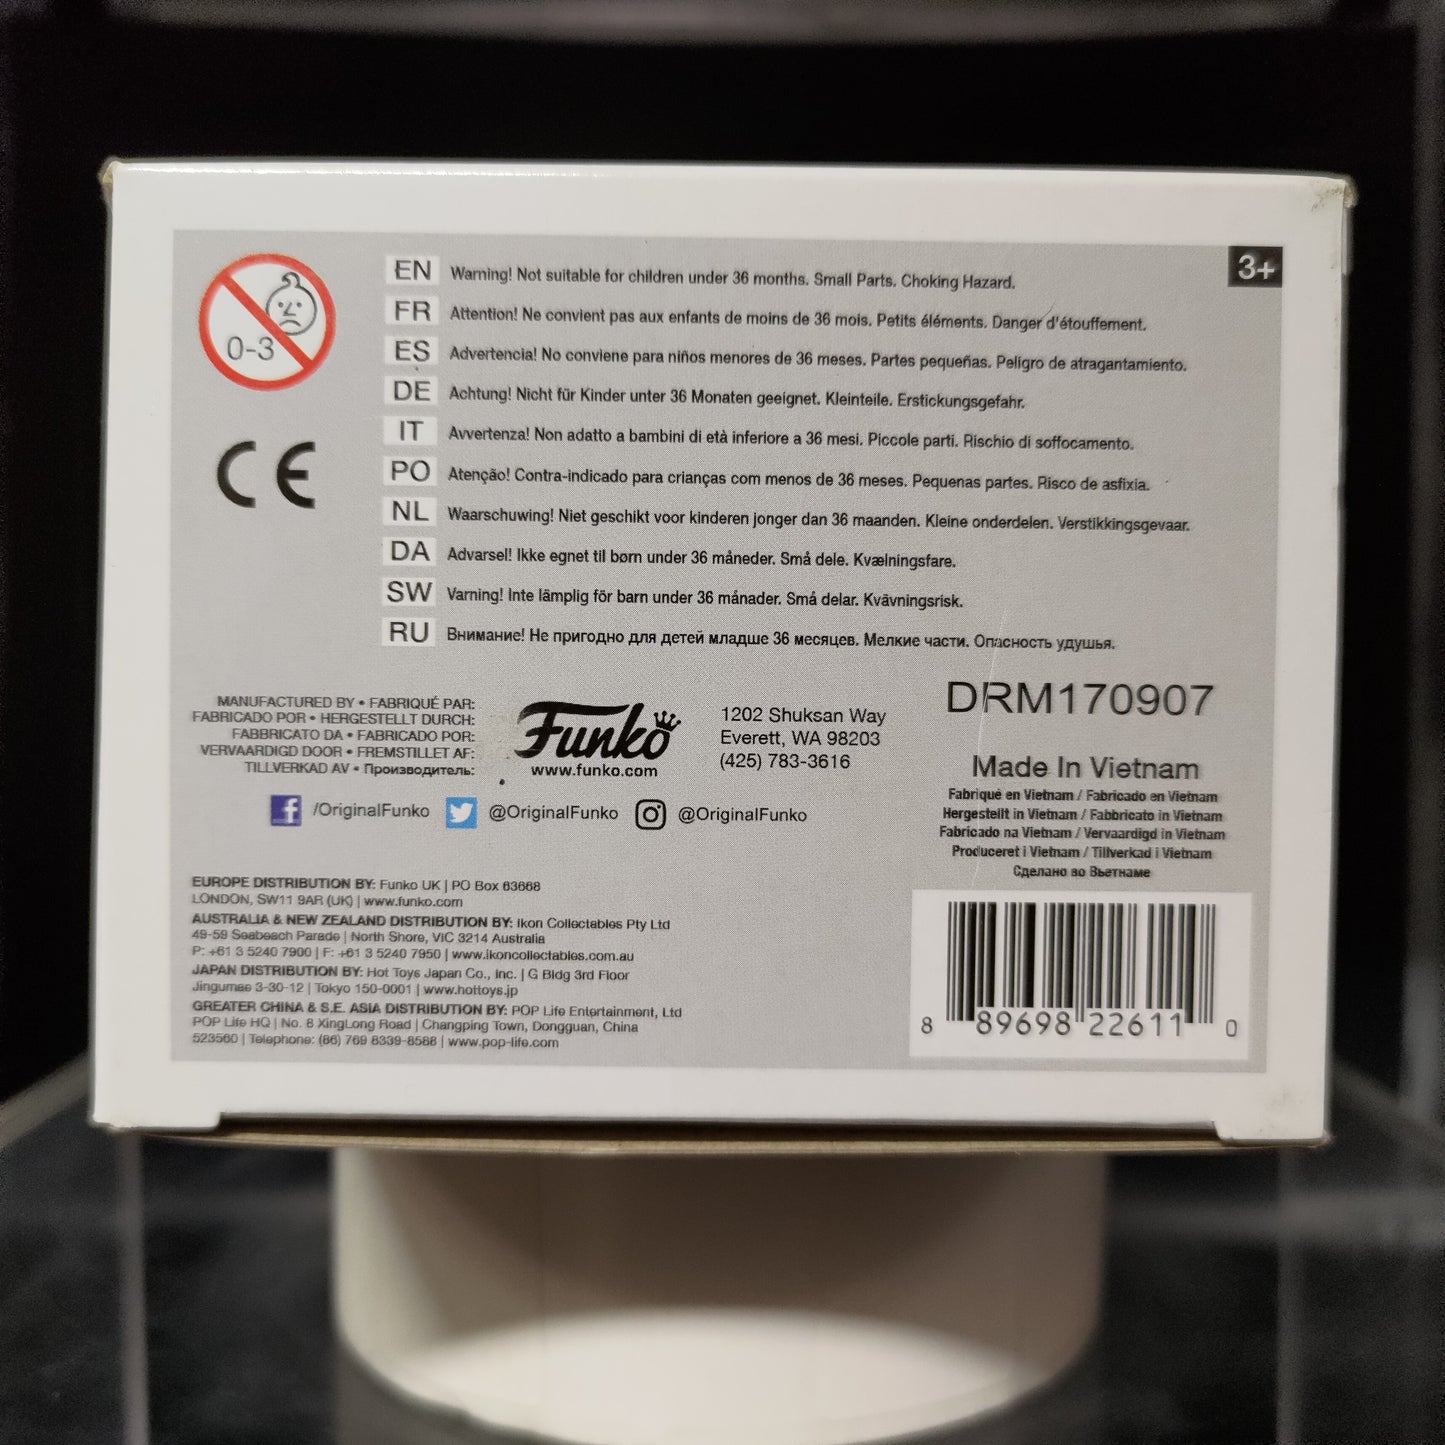 0-3
CE
3+
EN Warning! Not suitable for children under 36 months. Small Parts. Choking Hazard.
FR Attention! Ne convient pas aux enfants de moins de 36 mois. Petits éléments. Danger d'étouffement.
ES Advertencia! No conviene para niños menores de 36 meses. Partes pequeñas. Peligro de atragantamiento.
DE Achtung! Nicht für Kinder unter 36 Monaten geeignet. Kleinteile. Erstickungsgefahr.
IT Avvertenza! Non adatto a bambini di età inferiore a 36 mesi. Piccole parti. Rischio di soffocamento.
PO Atenção! Contra-indicado para crianças com menos de 36 meses. Pequenas partes. Risco de asfixia.
NL Waarschuwing! Niet geschikt voor kinderen jonger dan 36 maanden. Kleine onderdelen. Verstikkingsgevaar.
DA Advarsel! Ikke egnet til børn under 36 måneder. Små dele. Kvælningsfare.
SW Varning! Inte lämplig för barn under 36 månader. Små delar. Kvävningsrisk.
RU Внимание! Не пригодно для детей младше 36 месяцев. Мелкие части. Опасность удушья.
MANUFACTURED BY • FABRIQUÉ PAR:
FABRICADO POR • HERGESTELLT DURCH:
FABBRICATO DA • FABRICADO POR:
VERVAARDIGD DOOR • FREMSTILLET AF:
TILLVERKAD AV • Производитель:
Funko
www.funko.com
1202 Shuksan Way
Everett, WA 98203
(425) 783-3616
/OriginalFunko @OriginalFunko @OriginalFunko
DRM170907
Made In Vietnam
Fabriqué en Vietnam / Fabricado en Vietnam
Hergestellt in Vietnam / Fabbricato in Vietnam
Fabricado na Vietnam / Vervaardigd in Vietnam
Produceret i Vietnam / Tillverkad i Vietnam
Сделано во Вьетнаме
EUROPE DISTRIBUTION BY: Funko UK | PO Box 63668
LONDON, SW11 9AR (UK) | www.funko.com
AUSTRALIA & NEW ZEALAND DISTRIBUTION BY: Ikon Collectables Pty Ltd
49-59 Seabeach Parade | North Shore, VIC 3214 Australia
P: +61 3 5240 7900 | F: +61 3 5240 7950 | www.ikoncollectables.com.au
JAPAN DISTRIBUTION BY: Hot Toys Japan Co., Inc. | G Bldg 3rd Floor
Jingumae 3-30-12 | Tokyo 150-0001 | www.hottoys.jp
GREATER CHINA & S.E. ASIA DISTRIBUTION BY: POP Life Entertainment, Ltd
POP Life HQ | No. 8 XingLong Road | Changping Town, Dongguan, China
523560 | Telephone: (86) 769 8339-8588 | www.pop-life.com
8 89698 22611 0